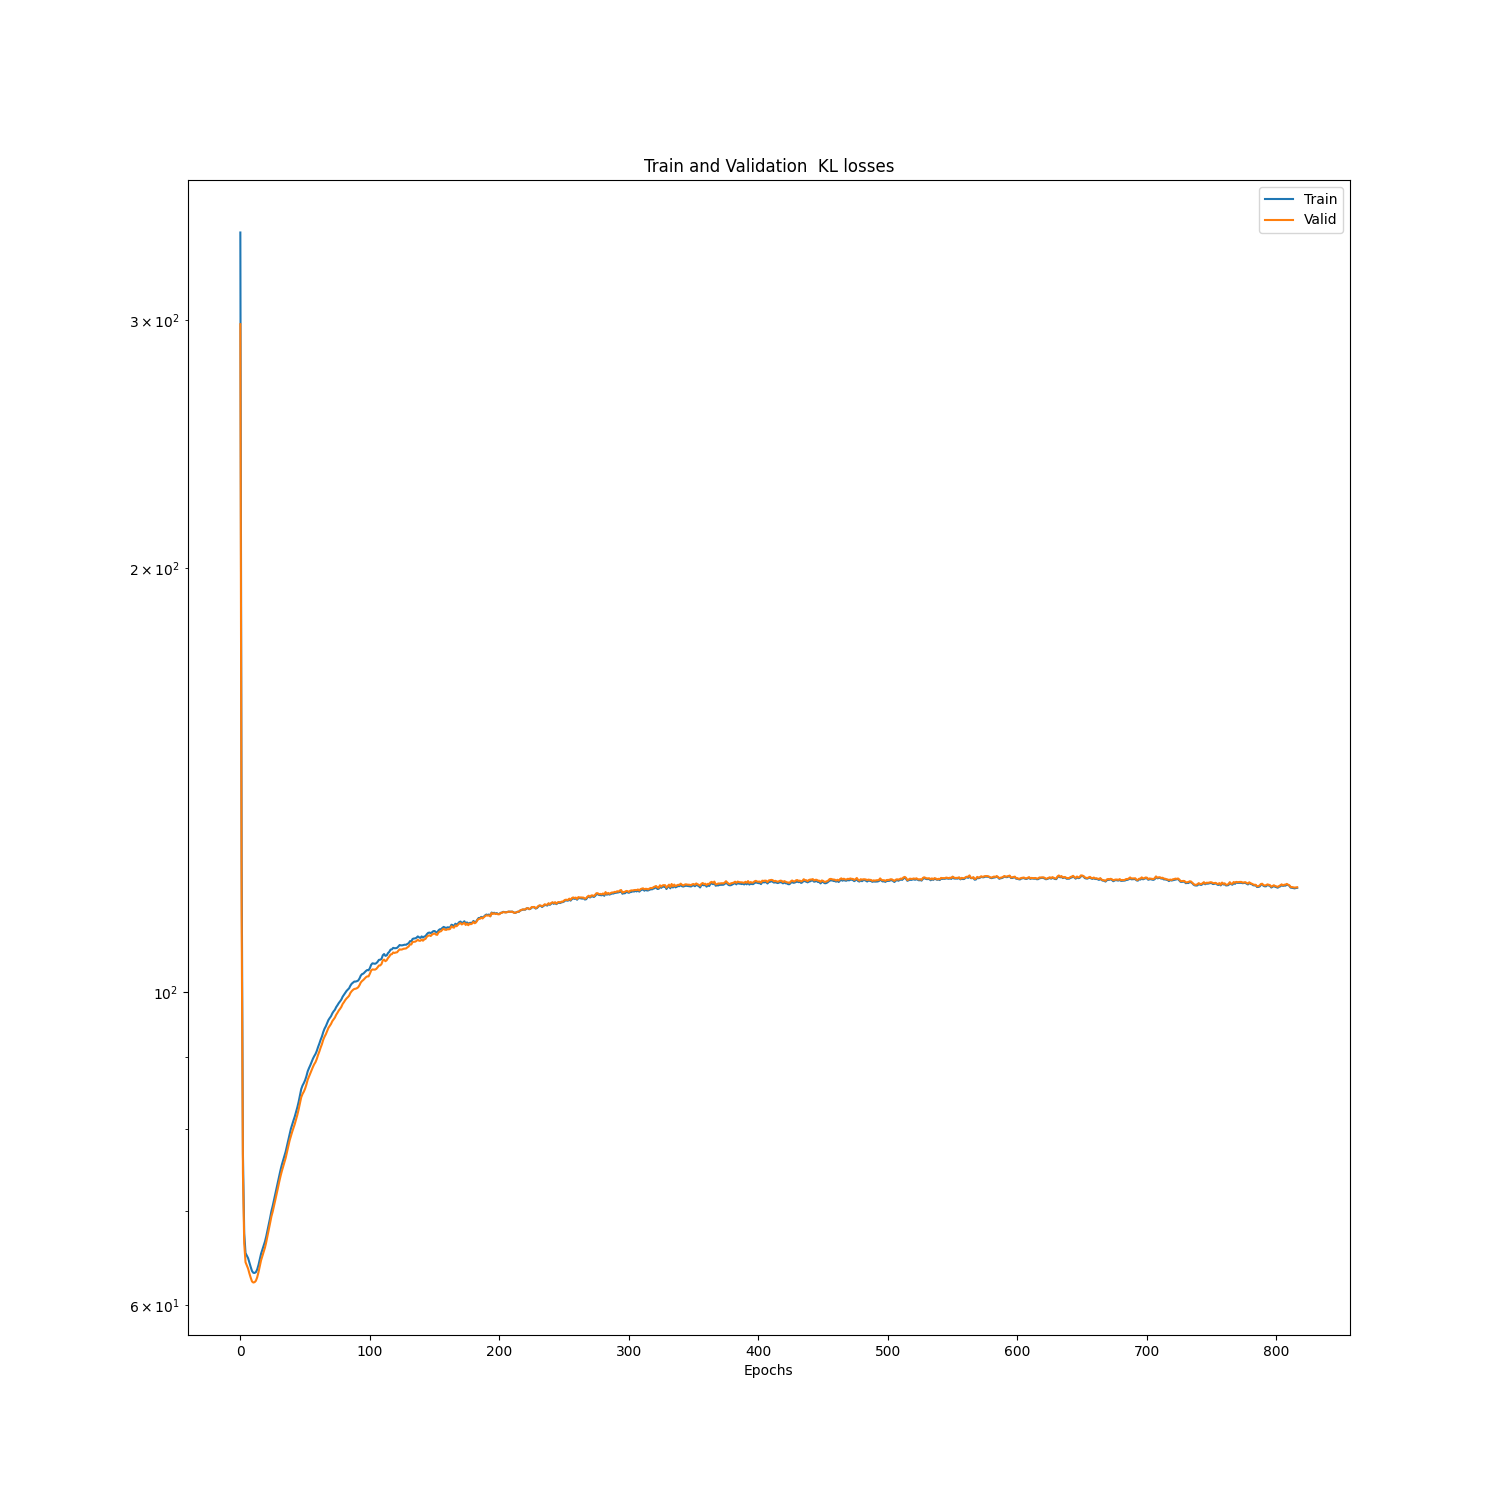 Train and Validation  KL losses
Train
Valid
3 × 10²
2 × 10²
10²
6 × 10¹
0 100 200 300 400 500 600 700 800
Epochs